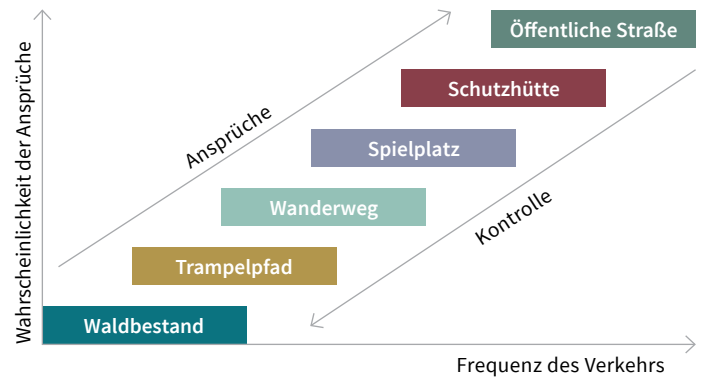 Wahrscheinlichkeit der Ansprüche
Öffentliche Straße
Schutzhütte
Ansprüche
Spielplatz
Wanderweg
Kontrolle
Trampelpfad
Waldbestand
Frequenz des Verkehrs